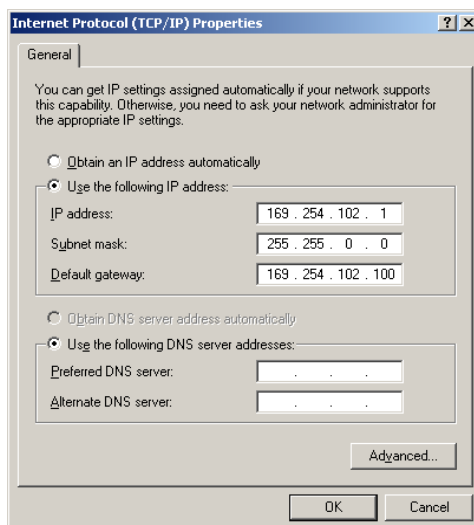 Internet Protocol (TCP/IP) Properties
General
You can get IP settings assigned automatically if your network supports
this capability. Otherwise, you need to ask your network administrator for
the appropriate IP settings.
Obtain an IP address automatically
Use the following IP address:
IP address: 169 . 254 . 102 . 1
Subnet mask: 255 . 255 . 0 . 0
Default gateway: 169 . 254 . 102 . 100
Obtain DNS server address automatically
Use the following DNS server addresses:
Preferred DNS server: . . .
Alternate DNS server: . . .
Advanced...
OK Cancel